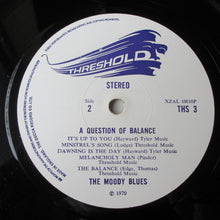 THRESHOLD
STEREO
Side
2
XZAL 10010P
THS 3
A QUESTION OF BALANCE
IT'S UP TO YOU (Hayward) Tyler Music
MINSTREL'S SONG (Lodge) Threshold Music
DAWNING IS THE DAY (Hayward) Tyler Music
MELANCHOLY MAN (Pinder)
Threshold Music
THE BALANCE (Edge, Thomas)
Threshold Music
THE MOODY BLUES
℗ 1970